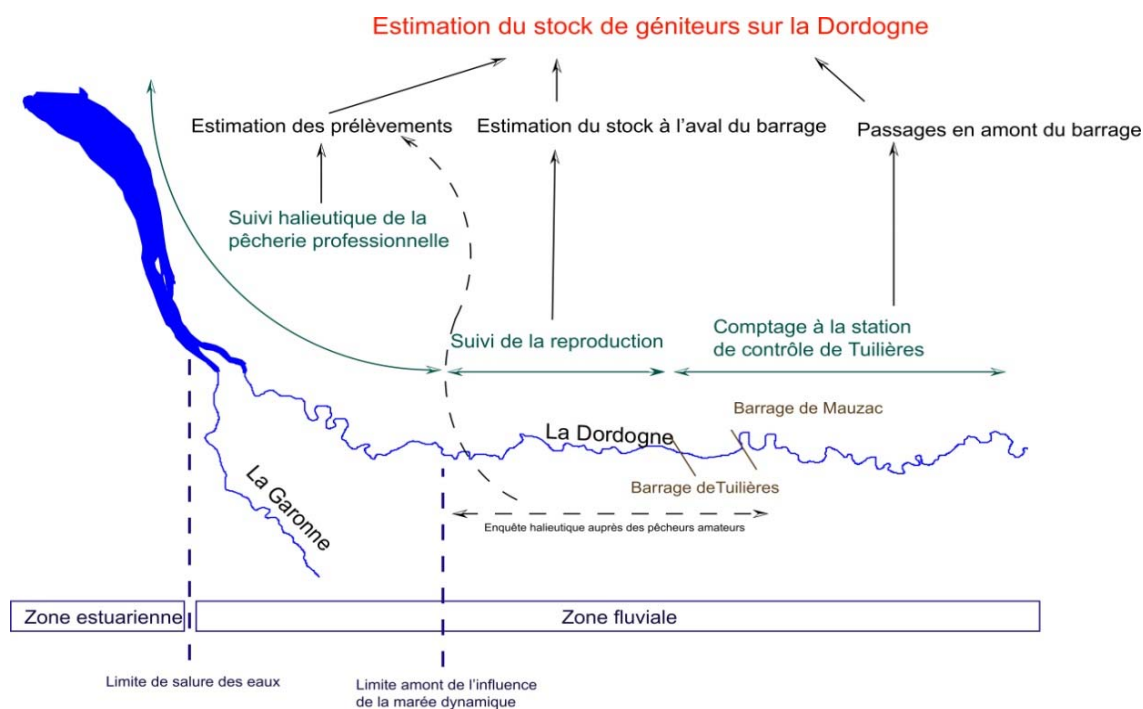 Estimation du stock de géniteurs sur la Dordogne
Estimation des prélèvements
Estimation du stock à l'aval du barrage
Passages en amont du barrage
Suivi halieutique de la
pêcherie professionnelle
Suivi de la reproduction
Comptage à la station
de contrôle de Tuilières
Barrage de Mauzac
La Dordogne
Barrage deTuilières
La Garonne
Enquête halieutique auprès des pêcheurs amateurs
Zone estuarienne
Zone fluviale
Limite de salure des eaux
Limite amont de l'influence
de la marée dynamique